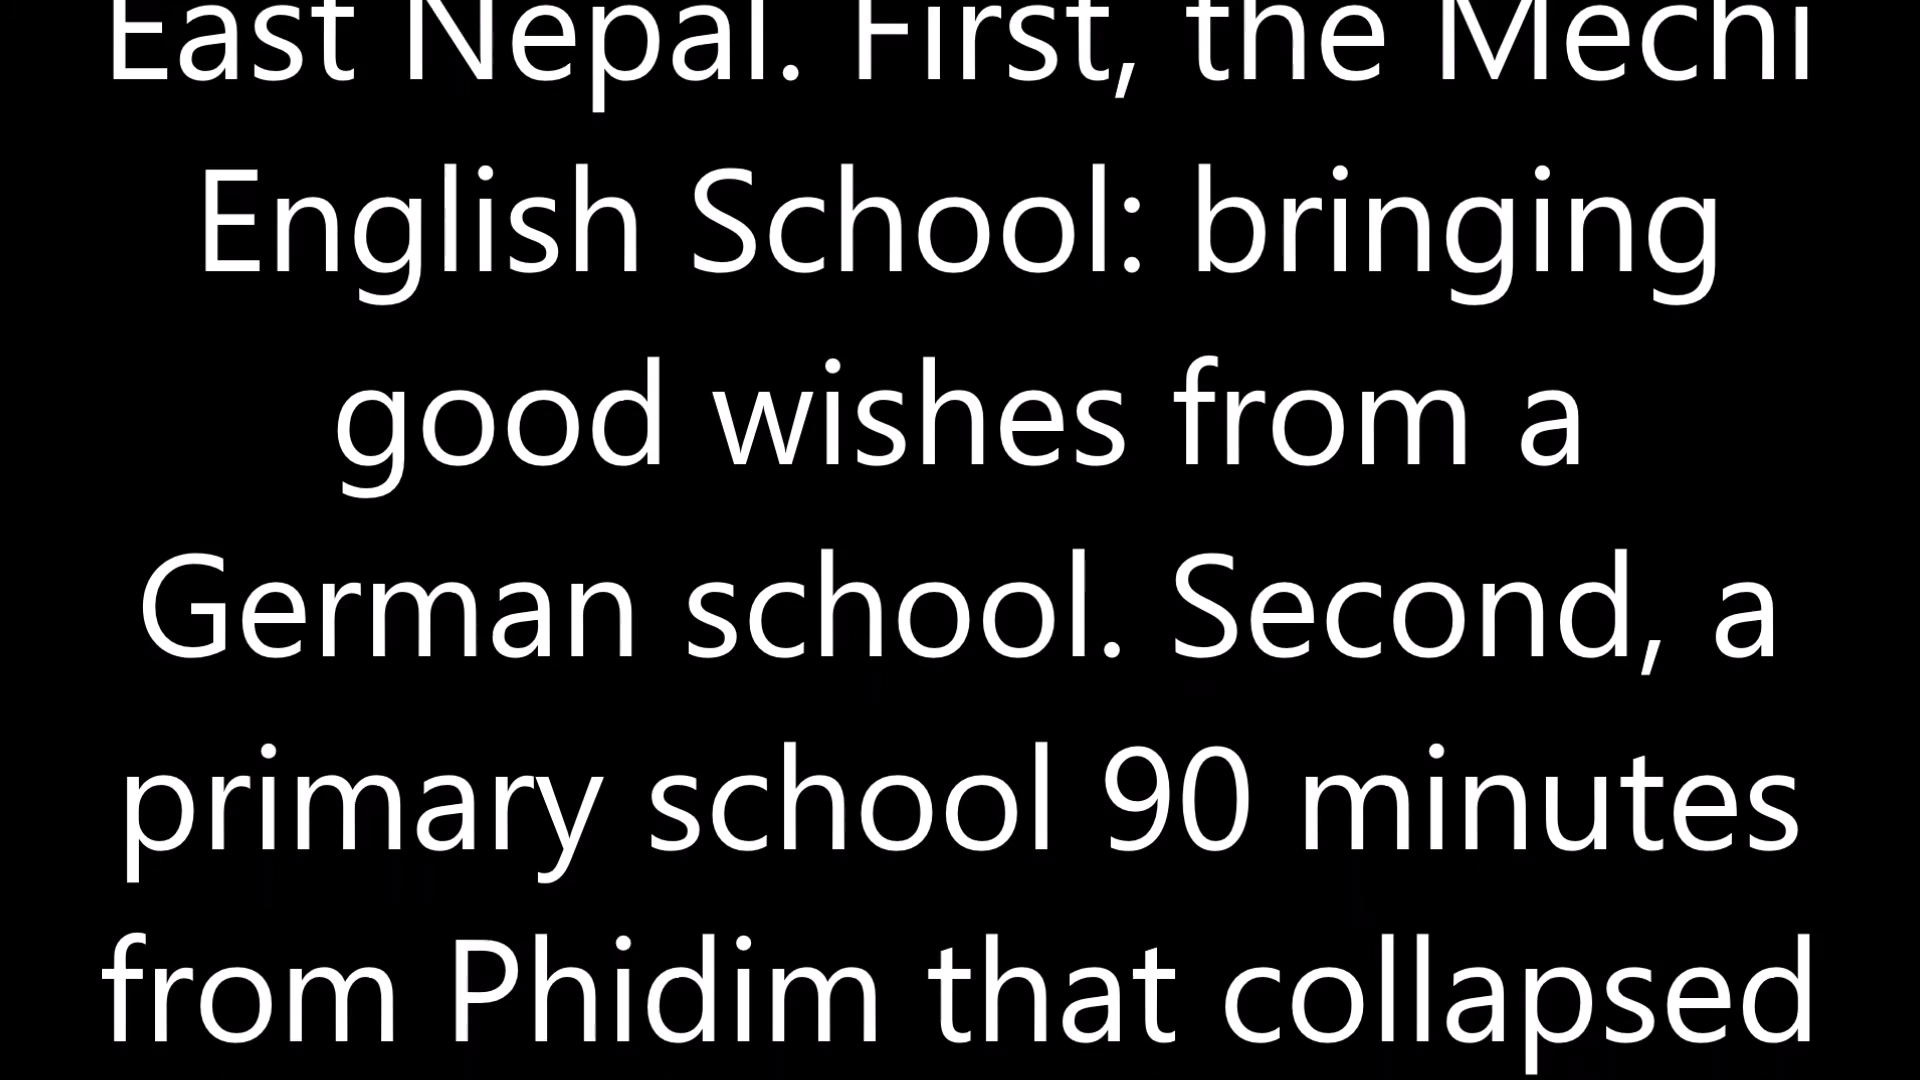 East Nepal. First, the Mechi
English School: bringing
good wishes from a
German school. Second, a
primary school 90 minutes
from Phidim that collapsed